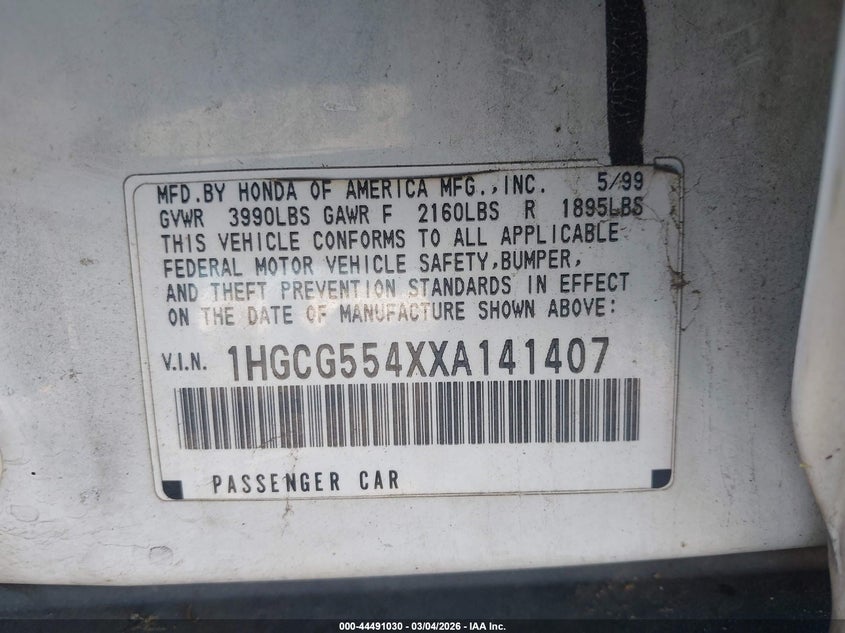 MFD.BY HONDA OF AMERICA MFG.,INC. 5/99
GVWR 3990LBS GAWR F 2160LBS R 1895LBS
THIS VEHICLE CONFORMS TO ALL APPLICABLE
FEDERAL MOTOR VEHICLE SAFETY,BUMPER,
AND THEFT PREVENTION STANDARDS IN EFFECT
ON THE DATE OF MANUFACTURE SHOWN ABOVE:
V.I.N. 1HGCG554XXA141407
PASSENGER CAR
000-44491030 - 03/04/2026 - IAA Inc.